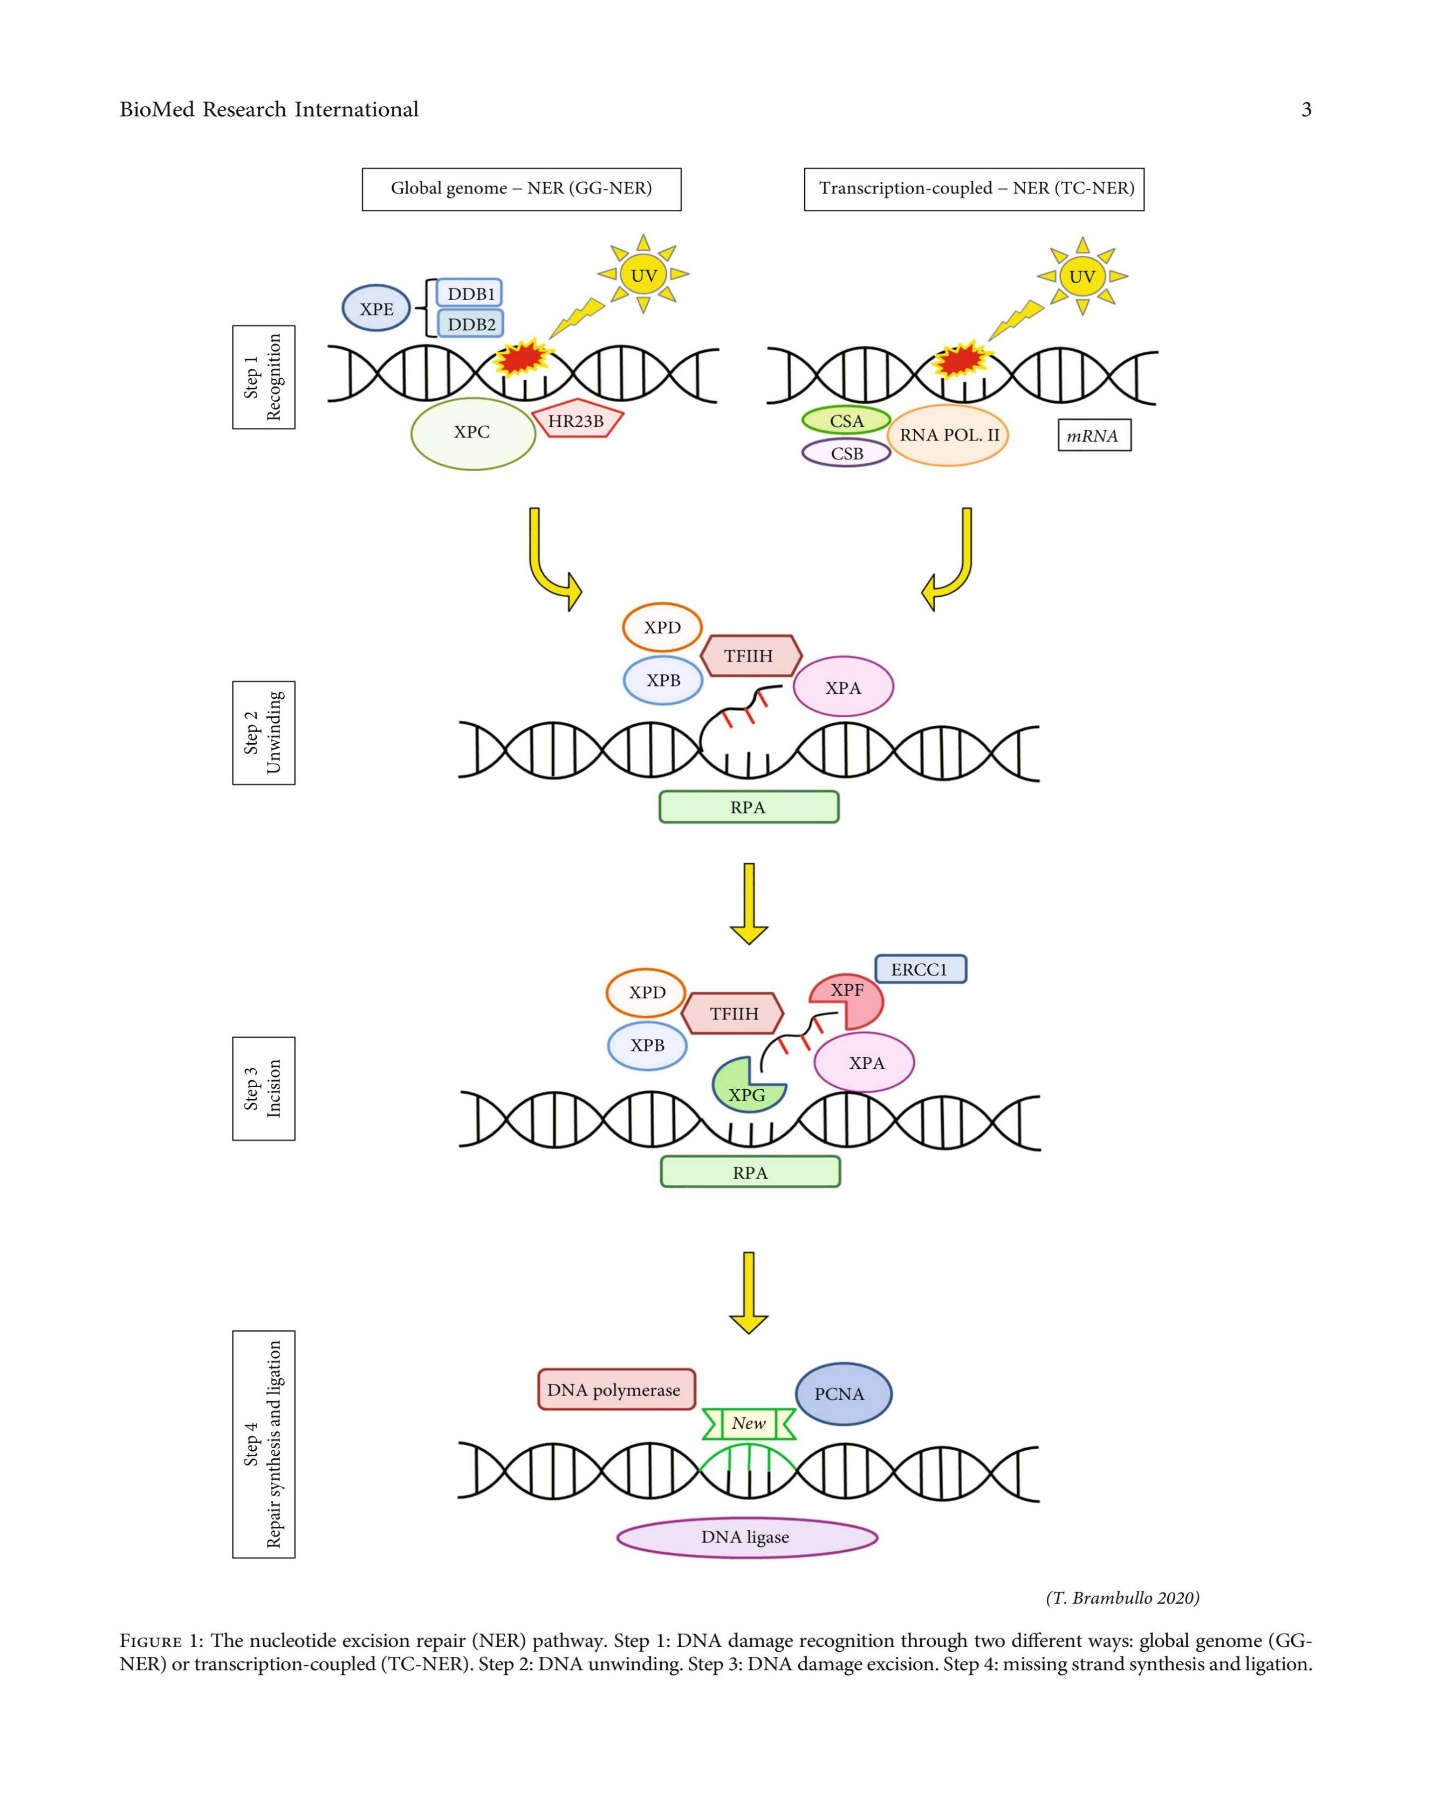 BioMed Research International
3
Global genome – NER (GG-NER)
Transcription-coupled – NER (TC-NER)
UV
UV
XPE
DDB1
DDB2
Step 1
Recognition
XPC
HR23B
CSA
CSB
RNA POL. II
mRNA
XPD
TFIIH
XPB
XPA
Step 2
Unwinding
RPA
ERCC1
XPD
XPF
TFIIH
XPB
XPA
Step 3
Incision
XPG
RPA
DNA polymerase
PCNA
New
Step 4
Repair synthesis and ligation
DNA ligase
(T. Brambullo 2020)
FIGURE 1: The nucleotide excision repair (NER) pathway. Step 1: DNA damage recognition through two different ways: global genome (GG-
NER) or transcription-coupled (TC-NER). Step 2: DNA unwinding. Step 3: DNA damage excision. Step 4: missing strand synthesis and ligation.